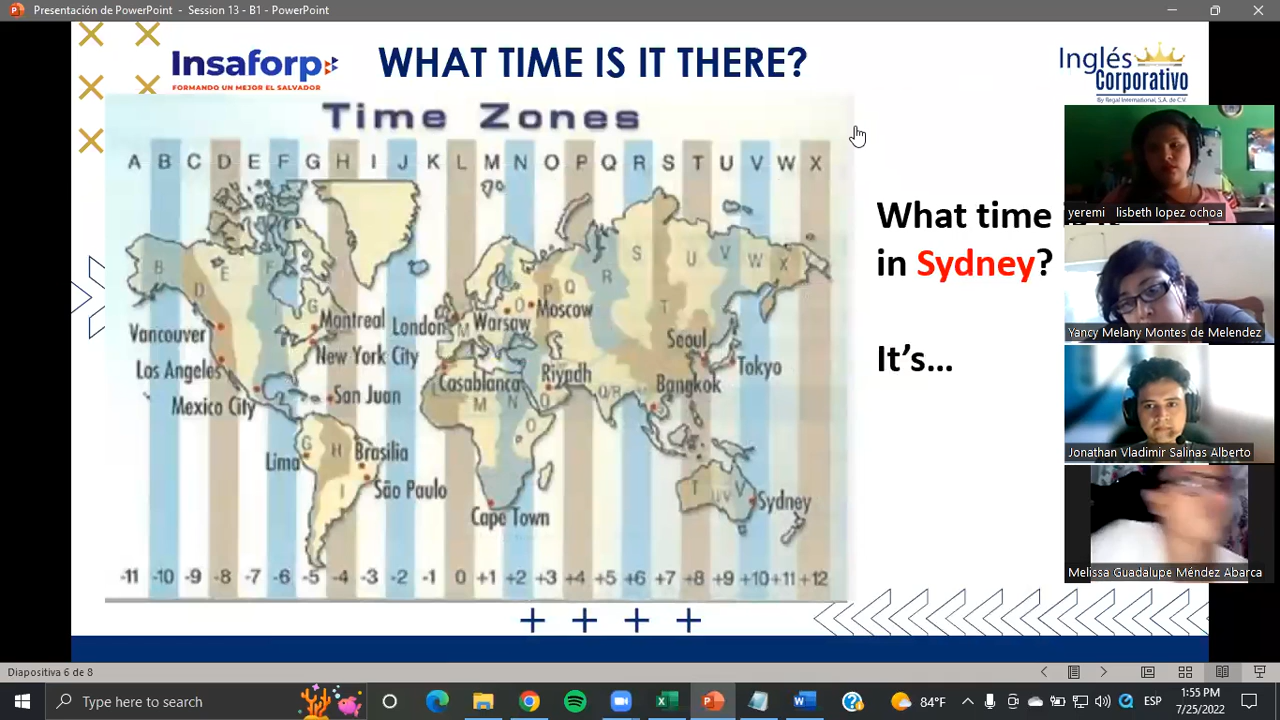 Presentación de PowerPoint - Session 13 - B1 - PowerPoint
Insaforp
FORMANDO UN MEJOR EL SALVADOR
WHAT TIME IS IT THERE?
Inglés
Corporativo
By Regal International, S.A. de C.V.
Time Zones
A B C D E F G H I J K L M N O P Q R S T U V W X
B D E F G
R S U V W X T
P Q O
Vancouver
Los Angeles
Mexico City
Montreal
New York City
San Juan
Lima
Brasilia
São Paulo
G H I
London
Warsaw
Moscow
Casablanca
Riyadh
M N O
Q/R
Cape Town
Seoul
Tokyo
Bangkok
T UV V
Sydney
-11 -10 -9 -8 -7 -6 -5 -4 -3 -2 -1 0 +1 +2 +3 +4 +5 +6 +7 +8 +9 +10 +11 +12
What time
in Sydney?
It's...
yeremi lisbeth lopez ochoa
Yancy Melany Montes de Melendez
Jonathan Vladimir Salinas Alberto
Melissa Guadalupe Méndez Abarca
Diapositiva 6 de 8
Type here to search
84°F
ESP
1:55 PM
7/25/2022